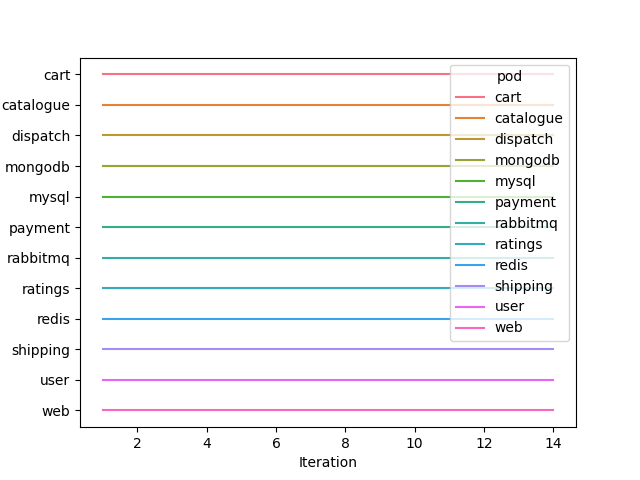 cart
catalogue
dispatch
mongodb
mysql
payment
rabbitmq
ratings
redis
shipping
user
web
pod
cart
catalogue
dispatch
mongodb
mysql
payment
rabbitmq
ratings
redis
shipping
user
web
2 4 6 8 10 12 14
Iteration